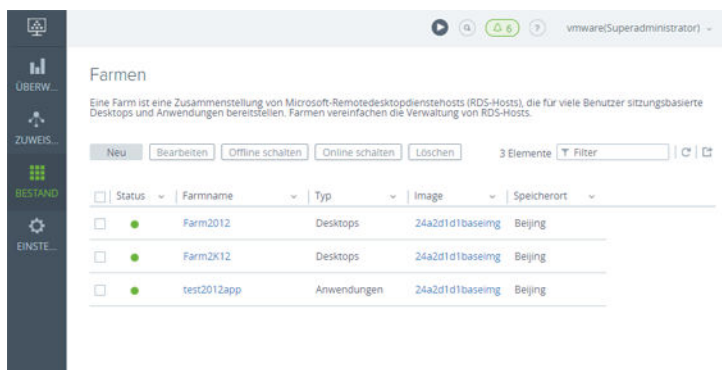 6 ? vmware(Superadministrator)
ÜBERW...
ZUWEIS...
BESTAND
EINSTE...
Farmen
Eine Farm ist eine Zusammenstellung von Microsoft-Remotedesktopdienstehosts (RDS-Hosts), die für viele Benutzer sitzungsbasierte
Desktops und Anwendungen bereitstellen. Farmen vereinfachen die Verwaltung von RDS-Hosts.
Neu Bearbeiten Offline schalten Online schalten Löschen 3 Elemente Filter
Status Farmname Typ Image Speicherort
Farm2012 Desktops 24a2d1d1baseimg Beijing
Farm2K12 Desktops 24a2d1d1baseimg Beijing
test2012app Anwendungen 24a2d1d1baseimg Beijing